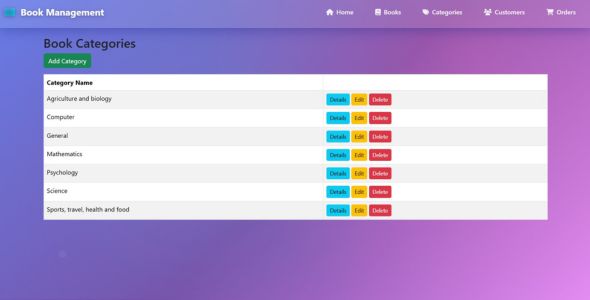 Book Management Home Books Categories Customers Orders
Book Categories
Add Category
Category Name
Agriculture and biology Details Edit Delete
Computer Details Edit Delete
General Details Edit Delete
Mathematics Details Edit Delete
Psychology Details Edit Delete
Science Details Edit Delete
Sports, travel, health and food Details Edit Delete